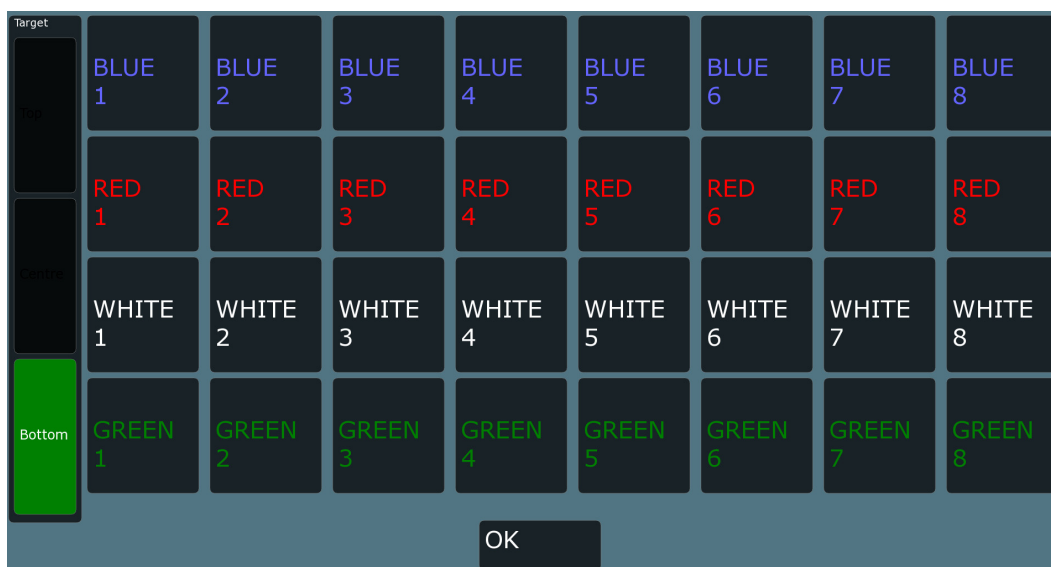 Target
Top
Centre
Bottom
BLUE BLUE BLUE BLUE BLUE BLUE BLUE BLUE
1 2 3 4 5 6 7 8
RED RED RED RED RED RED RED RED
1 2 3 4 5 6 7 8
WHITE WHITE WHITE WHITE WHITE WHITE WHITE WHITE
1 2 3 4 5 6 7 8
GREEN GREEN GREEN GREEN GREEN GREEN GREEN GREEN
1 2 3 4 5 6 7 8
OK